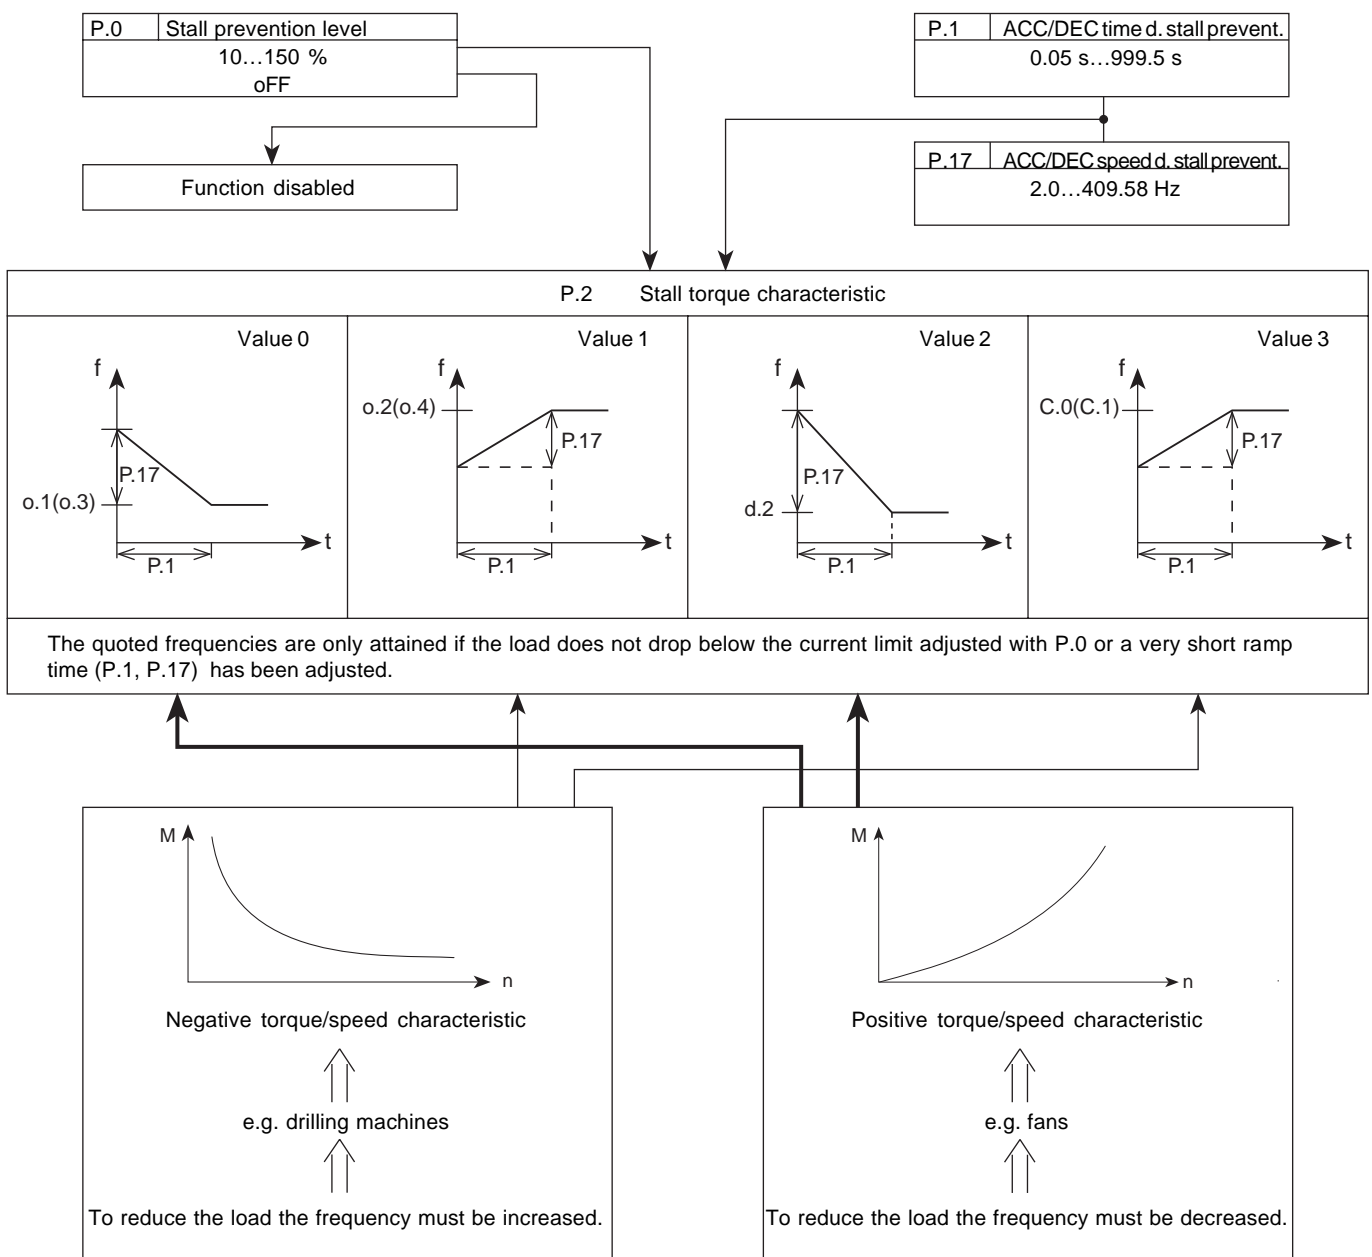 P.0 Stall prevention level
10…150 %
oFF
Function disabled
P.1 ACC/DEC time d. stall prevent.
0.05 s…999.5 s
P.17 ACC/DEC speed d. stall prevent.
2.0…409.58 Hz
P.2 Stall torque characteristic
Value 0
f
P.17
o.1(o.3)
t
P.1
Value 1
f
o.2(o.4)
P.17
t
P.1
Value 2
f
P.17
d.2
t
P.1
Value 3
f
C.0(C.1)
P.17
t
P.1
The quoted frequencies are only attained if the load does not drop below the current limit adjusted with P.0 or a very short ramp
time (P.1, P.17) has been adjusted.
M
n
Negative torque/speed characteristic
e.g. drilling machines
To reduce the load the frequency must be increased.
M
n
Positive torque/speed characteristic
e.g. fans
To reduce the load the frequency must be decreased.